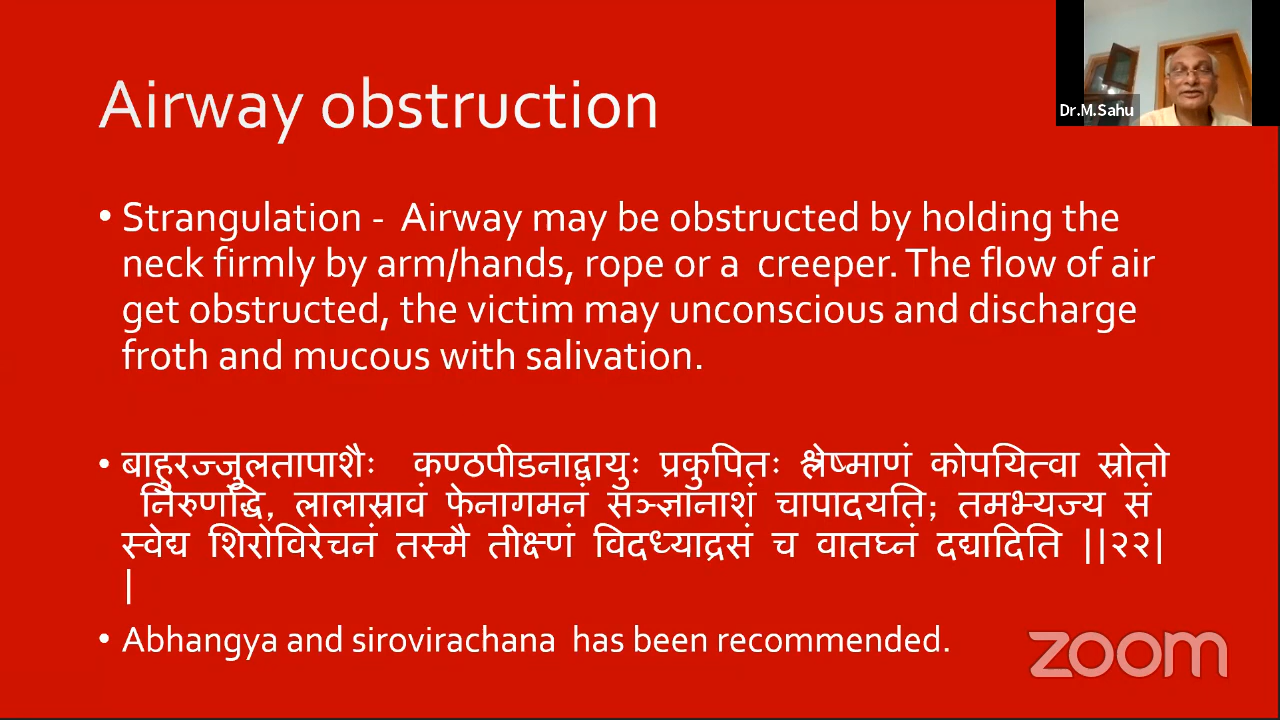 Airway obstruction
Dr.M.Sahu
• Strangulation - Airway may be obstructed by holding the
neck firmly by arm/hands, rope or a creeper. The flow of air
get obstructed, the victim may unconscious and discharge
froth and mucous with salivation.
• बाहुरज्जुलतापाशैः कण्ठपीडनाद्वायुः प्रकुपितः श्लेष्माणं कोपयित्वा स्रोतो
निरुणद्धि, लालास्रावं फेनागमनं सञ्ज्ञानाशं चापादयति; तमभ्यज्य सं
स्वेद्य शिरोविरेचनं तस्मै तीक्ष्णं विदध्याद्रसं च वातघ्नं दद्यादिति ||२२|
|
• Abhangya and sirovirachana has been recommended.
zoom